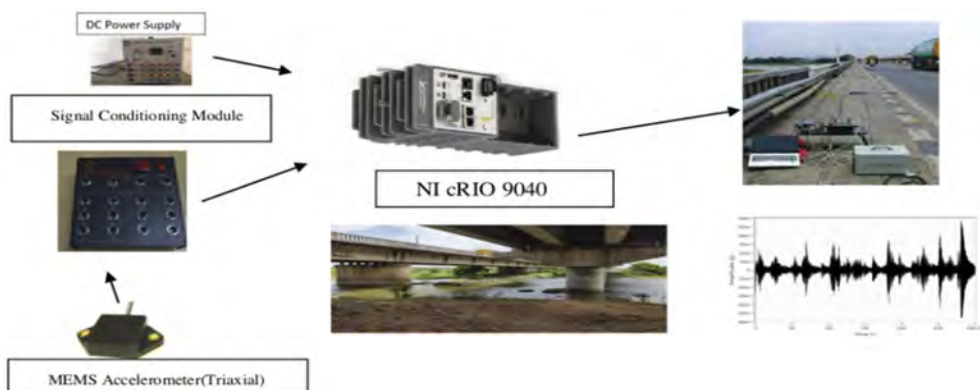 DC Power Supply
Signal Conditioning Module
NI cRIO 9040
MEMS Accelerometer(Triaxial)